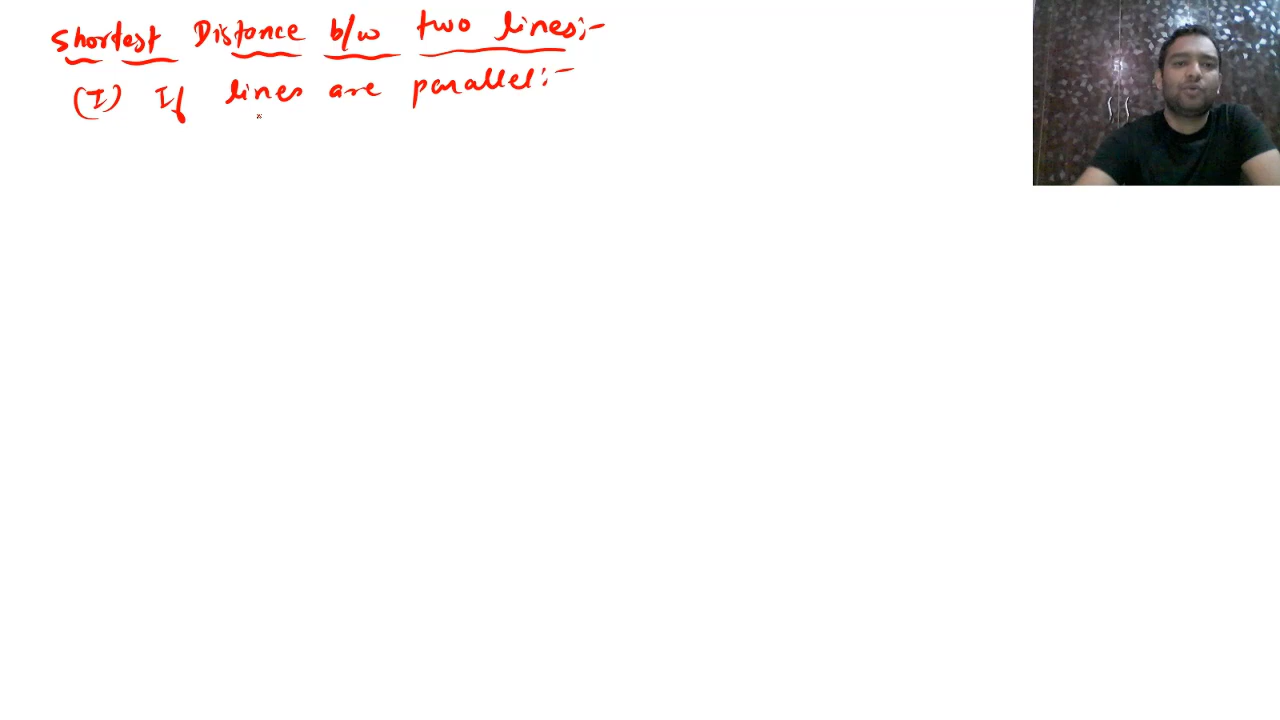 Shortest Distance b/w two lines:-
(I) If lines are parallel:-